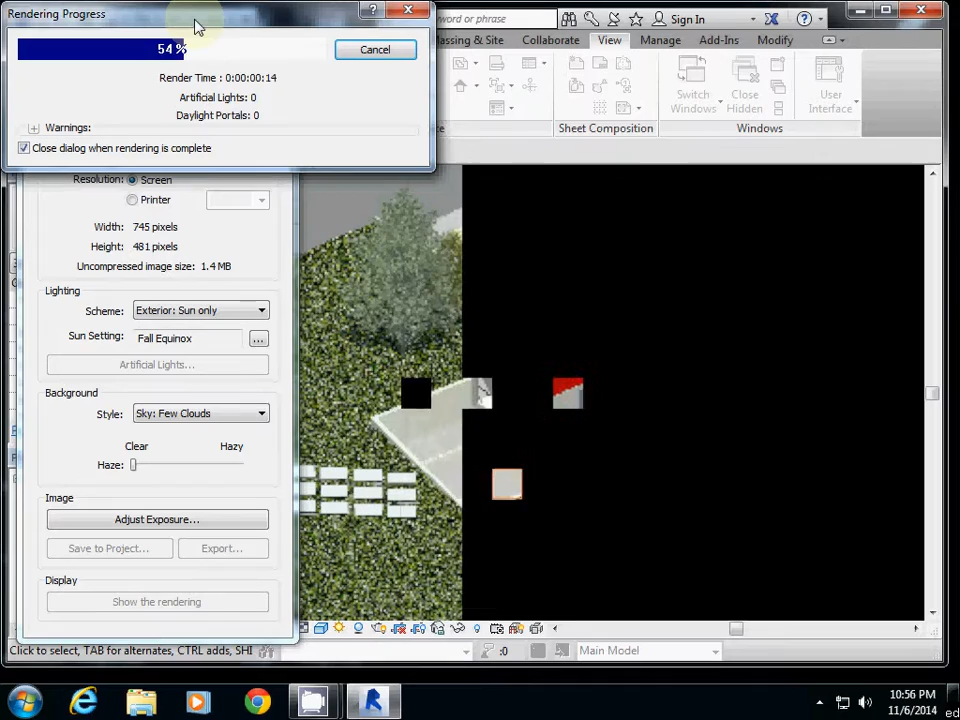 Rendering Progress
54 %
Cancel
Render Time : 0:00:00:14
Artificial Lights: 0
Daylight Portals: 0
Warnings:
Close dialog when rendering is complete
or phrase
Sign In
Massing & Site
Collaborate
View
Manage
Add-Ins
Modify
Switch
Windows
Close
Hidden
User
Interface
Sheet Composition
Windows
Resolution:
Screen
Printer
Width: 745 pixels
Height: 481 pixels
Uncompressed image size: 1.4 MB
Lighting
Scheme: Exterior: Sun only
Sun Setting: Fall Equinox
...
Artificial Lights...
Background
Style: Sky: Few Clouds
Clear
Hazy
Haze:
Image
Adjust Exposure...
Save to Project...
Export...
Display
Show the rendering
Click to select, TAB for alternates, CTRL adds, SHI
:0
Main Model
10:56 PM
11/6/2014
ed